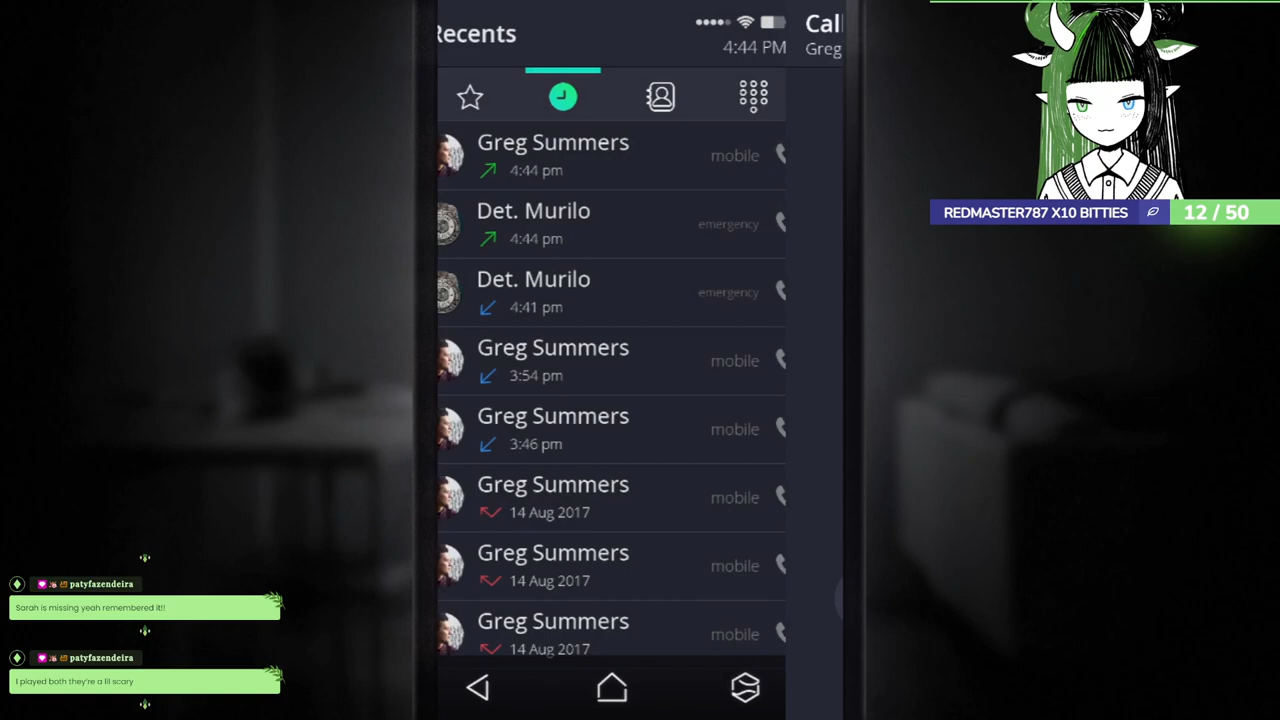 Recents
4:44 PM
Call
Greg
Greg Summers
4:44 pm
mobile
Det. Murilo
4:44 pm
emergency
Det. Murilo
4:41 pm
emergency
Greg Summers
3:54 pm
mobile
Greg Summers
3:46 pm
mobile
Greg Summers
14 Aug 2017
mobile
Greg Summers
14 Aug 2017
mobile
Greg Summers
14 Aug 2017
mobile
REDMASTER787 X10 BITTIES
12 / 50
patyfazendeira
Sarah is missing yeah remembered it!!
patyfazendeira
I played both they're a lil scary